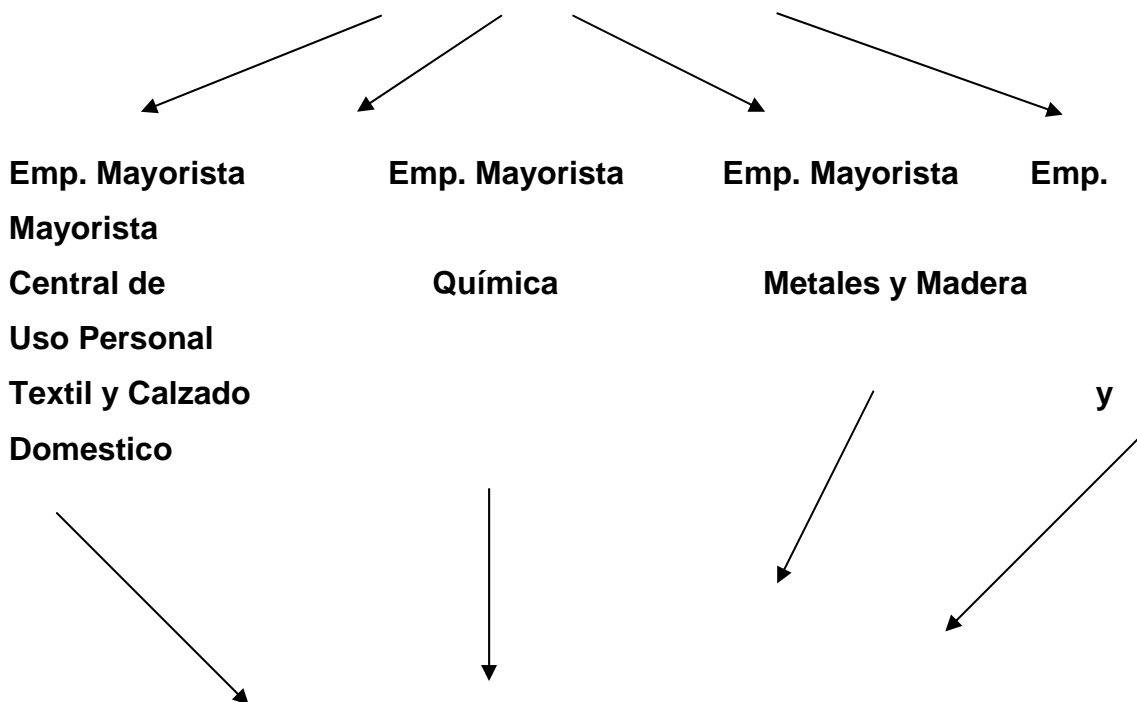 Emp. Mayorista Emp. Mayorista Emp. Mayorista Emp.
Mayorista
Central de Química Metales y Madera
Uso Personal
Textil y Calzado y
Domestico